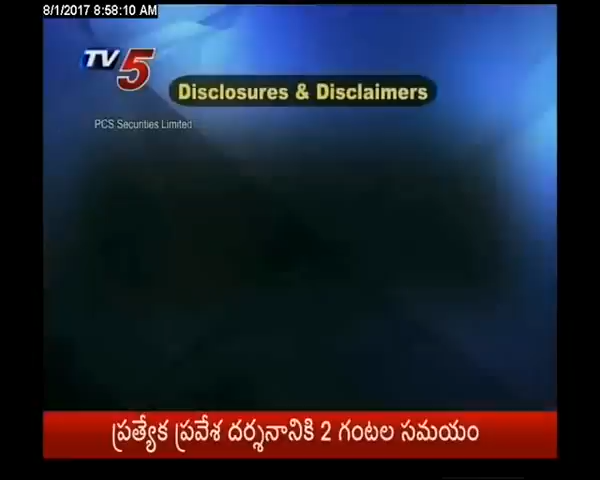 8/1/2017 8:58:10 AM
TV5
Disclosures & Disclaimers
PCS Securities Limited
ప్రత్యేక ప్రవేశ దర్శనానికి 2 గంటల సమయం